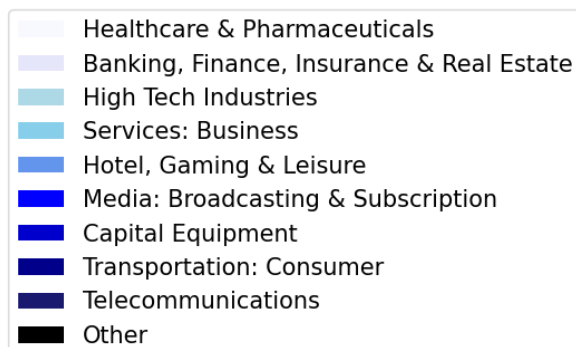 Healthcare & Pharmaceuticals
Banking, Finance, Insurance & Real Estate
High Tech Industries
Services: Business
Hotel, Gaming & Leisure
Media: Broadcasting & Subscription
Capital Equipment
Transportation: Consumer
Telecommunications
Other